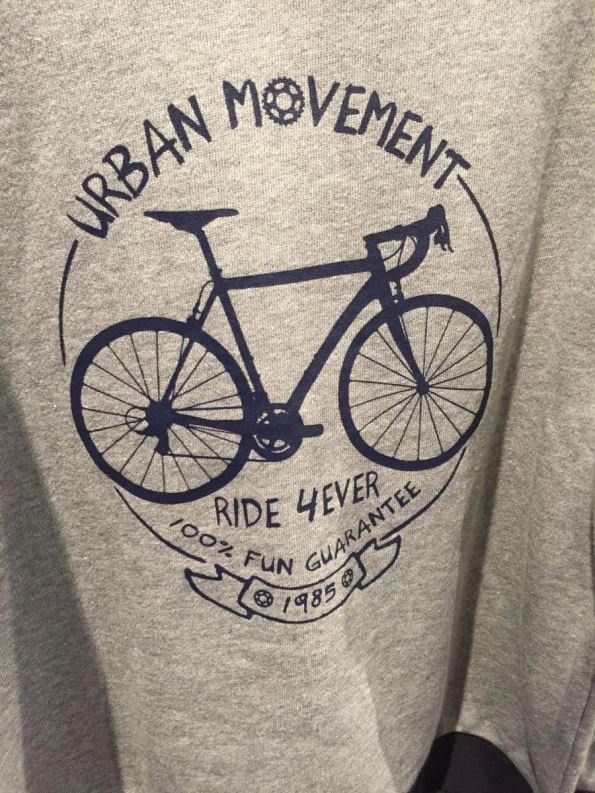 URBAN MOVEMENT
RIDE 4EVER
100% FUN GUARANTEE
1985